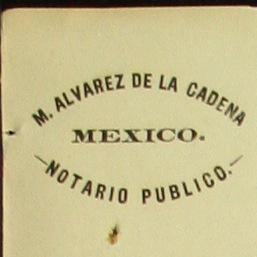 M. ALVAREZ DE LA CADENA
MEXICO.
—NOTARIO PUBLICO.—